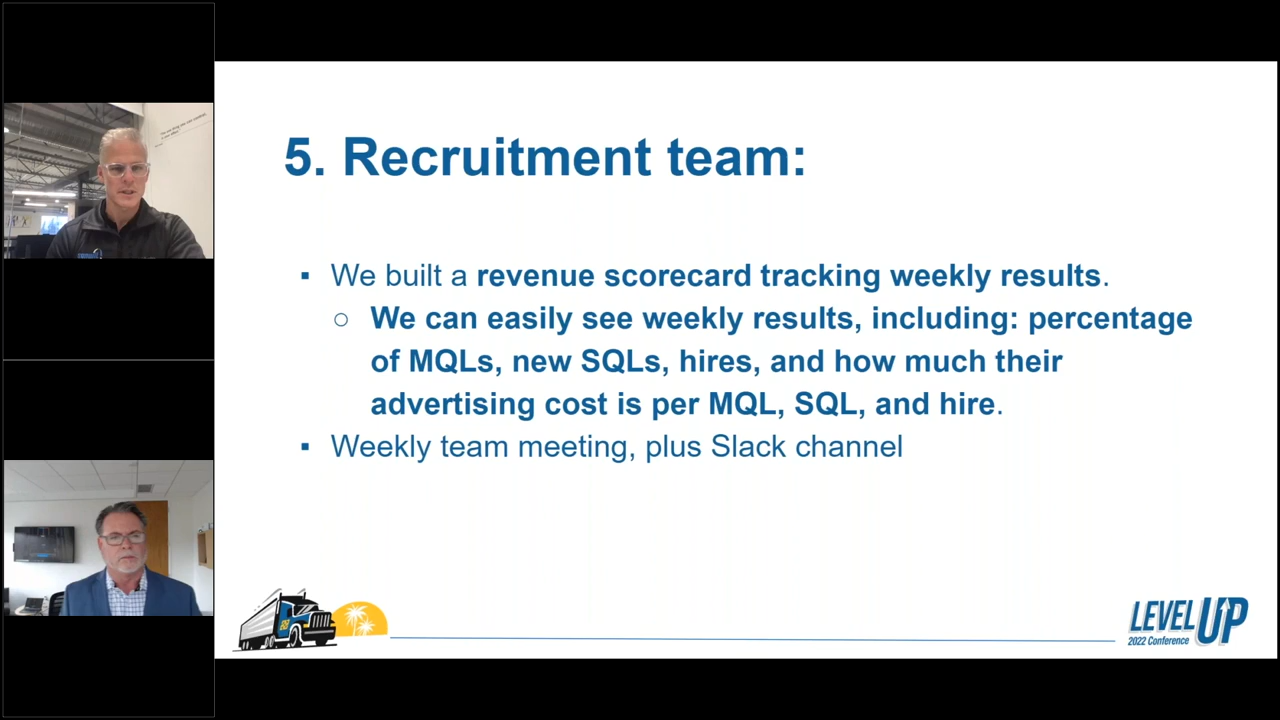 5. Recruitment team:
▪ We built a revenue scorecard tracking weekly results.
○ We can easily see weekly results, including: percentage
of MQLs, new SQLs, hires, and how much their
advertising cost is per MQL, SQL, and hire.
▪ Weekly team meeting, plus Slack channel
LEVEL UP
2022 Conference